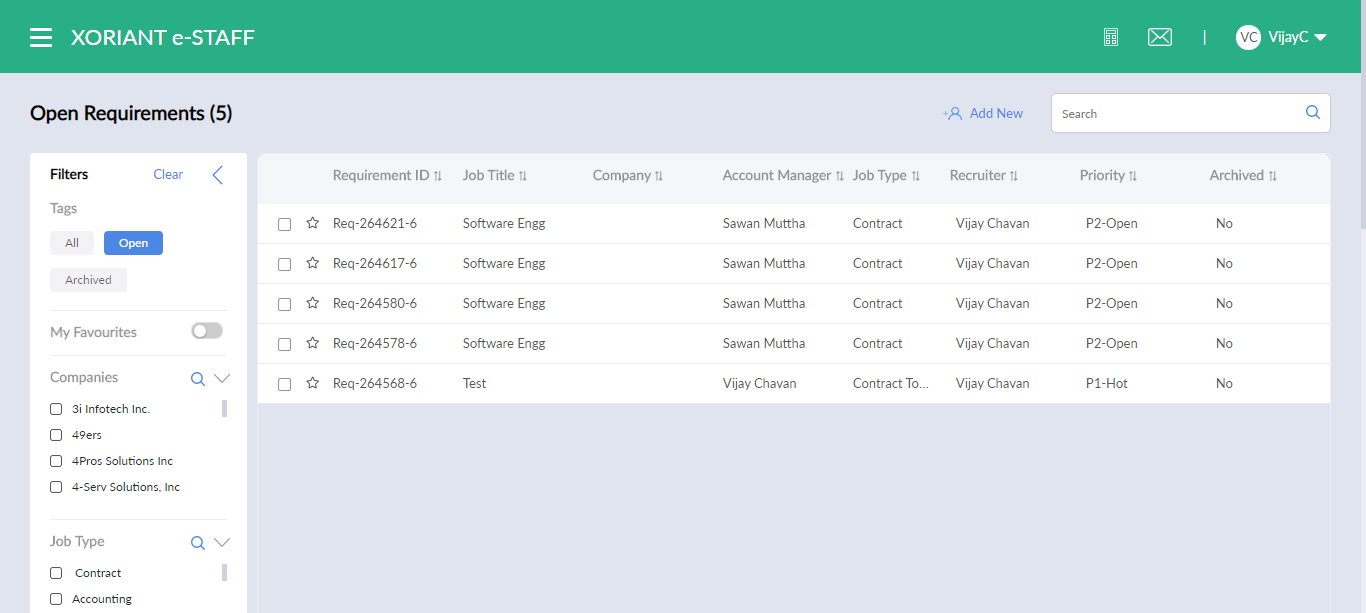 XORIANT e-STAFF
VC VijayC
Open Requirements (5)
Add New
Search
Filters Clear
Tags
All Open
Archived
My Favourites
Companies
3i Infotech Inc.
49ers
4Pros Solutions Inc
4-Serv Solutions, Inc
Job Type
Contract
Accounting
Requirement ID Job Title Company Account Manager Job Type Recruiter Priority Archived
Req-264621-6 Software Engg Sawan Muttha Contract Vijay Chavan P2-Open No
Req-264617-6 Software Engg Sawan Muttha Contract Vijay Chavan P2-Open No
Req-264580-6 Software Engg Sawan Muttha Contract Vijay Chavan P2-Open No
Req-264578-6 Software Engg Sawan Muttha Contract Vijay Chavan P2-Open No
Req-264568-6 Test Vijay Chavan Contract To... Vijay Chavan P1-Hot No